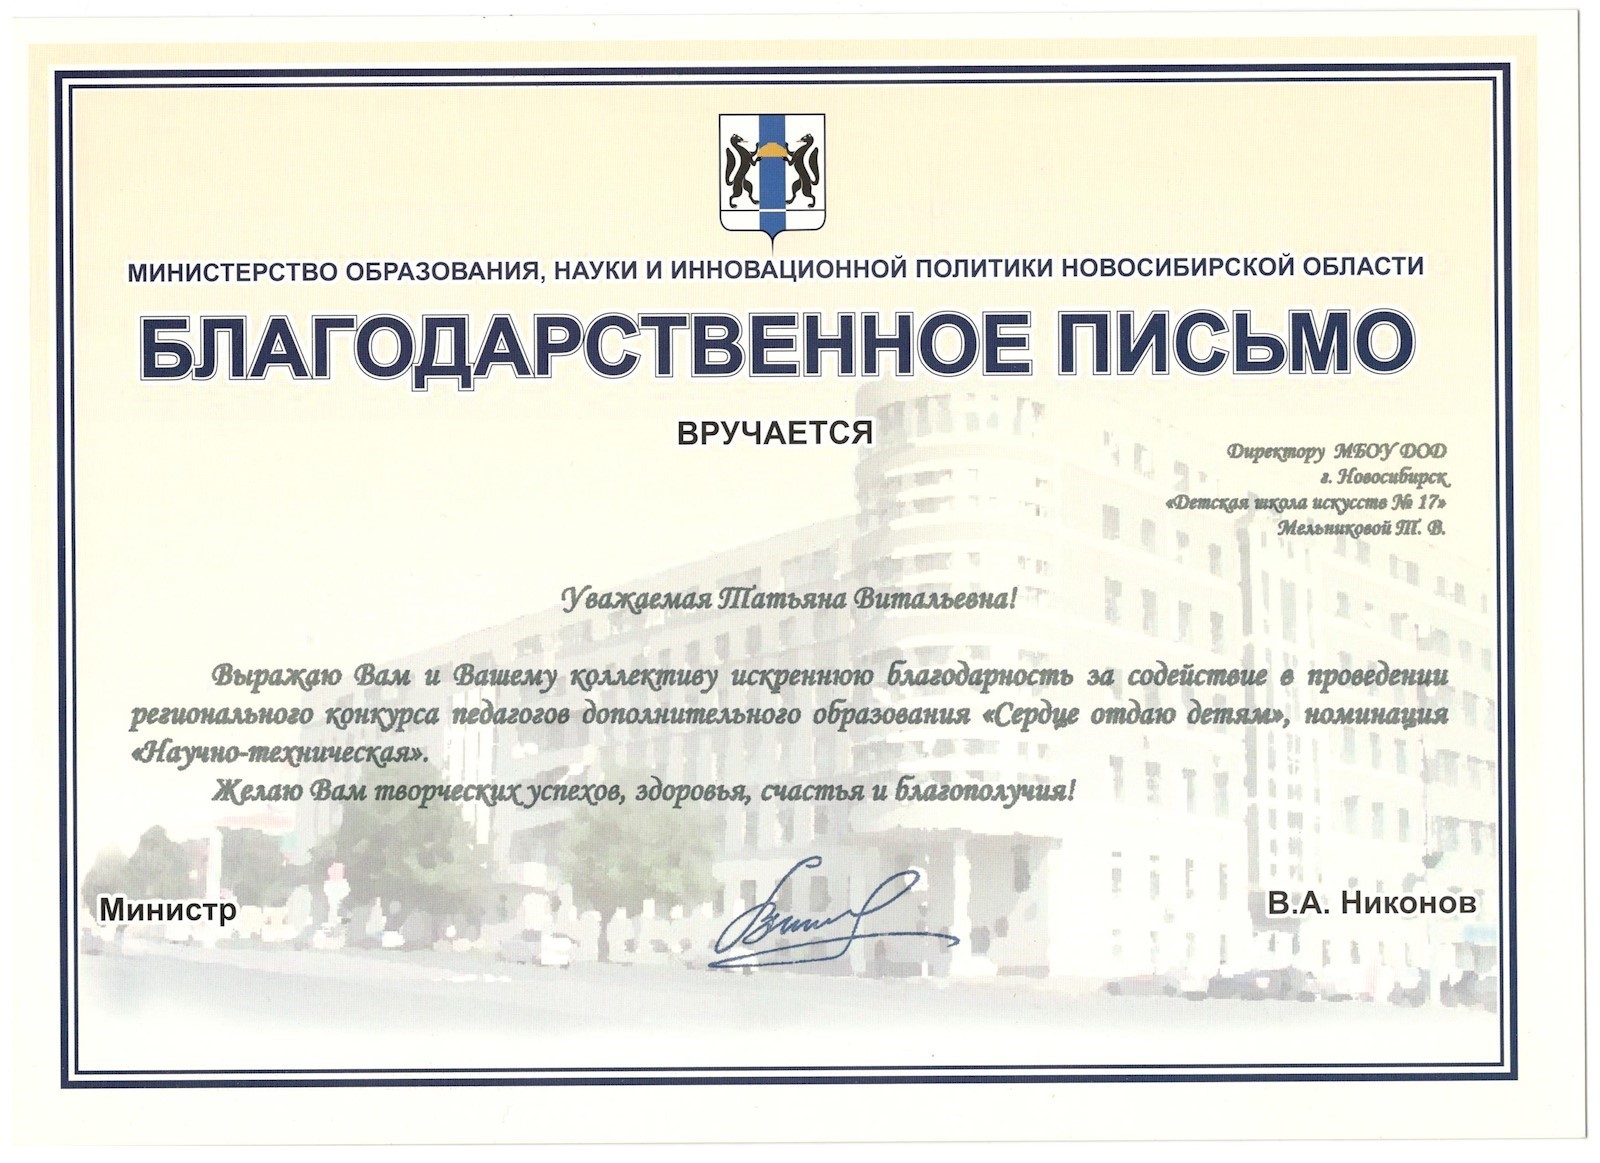 МИНИСТЕРСТВО ОБРАЗОВАНИЯ, НАУКИ И ИННОВАЦИОННОЙ ПОЛИТИКИ НОВОСИБИРСКОЙ ОБЛАСТИ
БЛАГОДАРСТВЕННОЕ ПИСЬМО
ВРУЧАЕТСЯ
Директору МБОУ ДОД
г. Новосибирск
«Детская школа искусств № 17»
Мельниковой Т. В.
Уважаемая Татьяна Витальевна!
Выражаю Вам и Вашему коллективу искреннюю благодарность за содействие в проведении
регионального конкурса педагогов дополнительного образования «Сердце отдаю детям», номинация
«Научно-техническая».
Желаю Вам творческих успехов, здоровья, счастья и благополучия!
Министр
В.А. Никонов